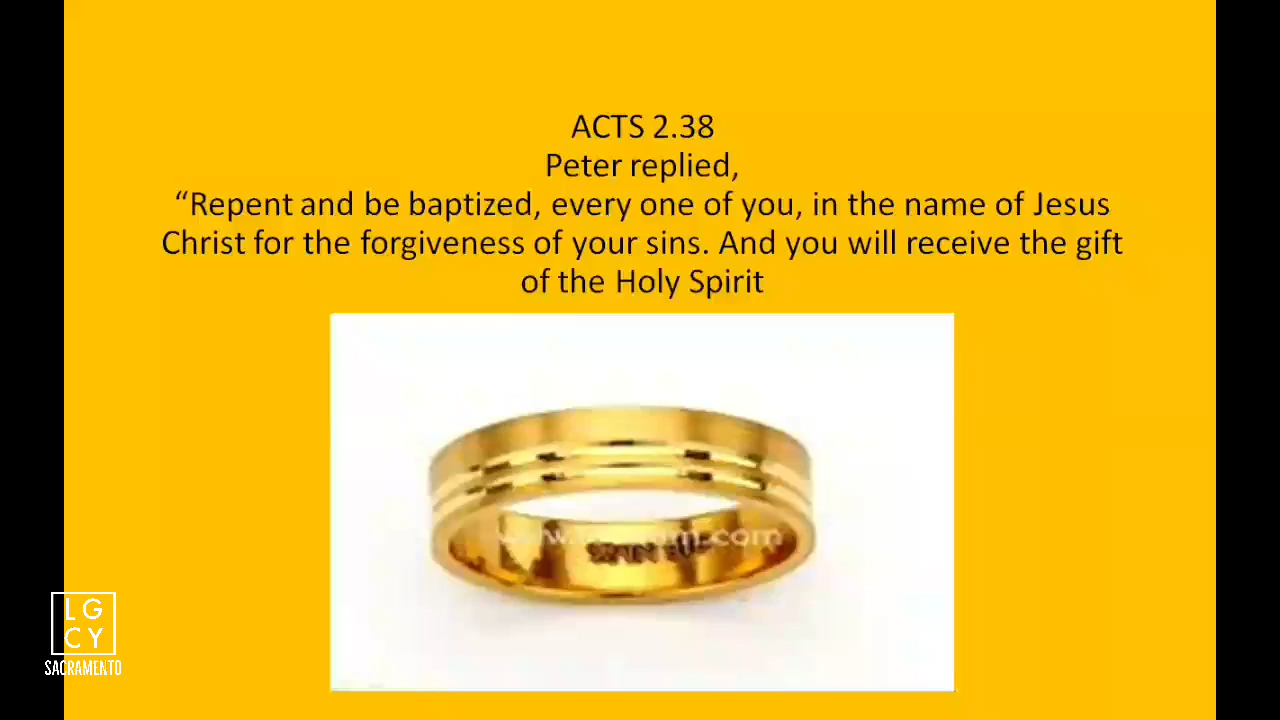 ACTS 2.38
Peter replied,
“Repent and be baptized, every one of you, in the name of Jesus
Christ for the forgiveness of your sins. And you will receive the gift
of the Holy Spirit
LG
CY
SACRAMENTO